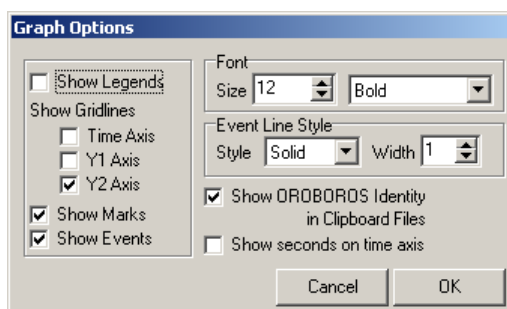 Graph Options
Show Legends
Show Gridlines
Time Axis
Y1 Axis
Y2 Axis
Show Marks
Show Events
Font
Size 12 Bold
Event Line Style
Style Solid Width 1
Show OROBOROS Identity
in Clipboard Files
Show seconds on time axis
Cancel OK